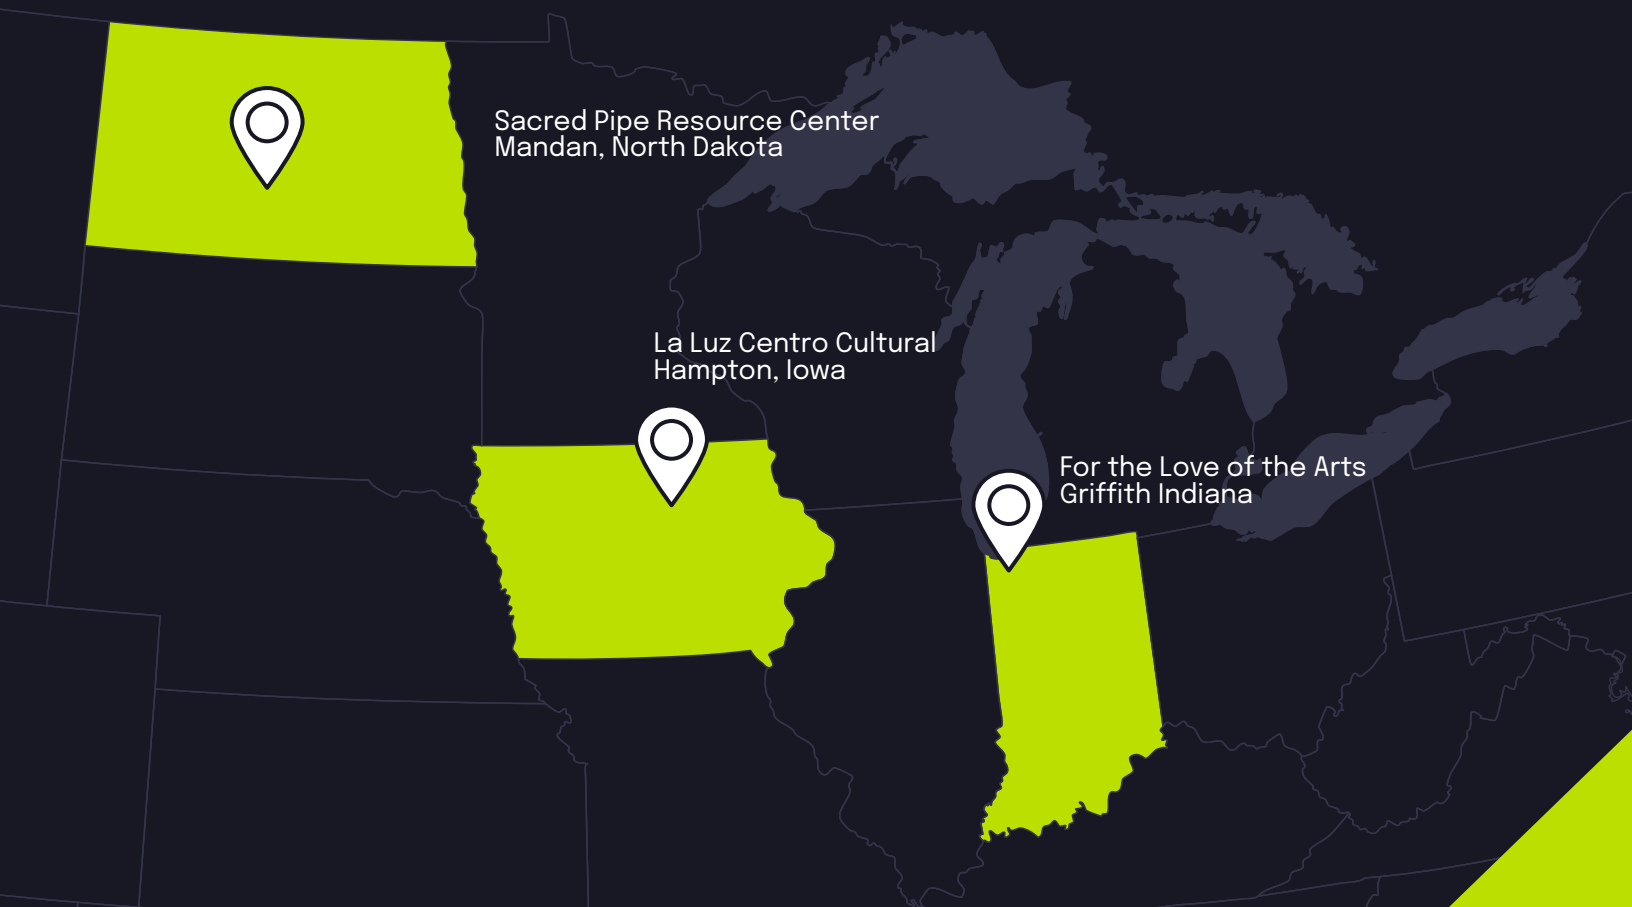 Sacred Pipe Resource Center
Mandan, North Dakota
La Luz Centro Cultural
Hampton, Iowa
For the Love of the Arts
Griffith Indiana